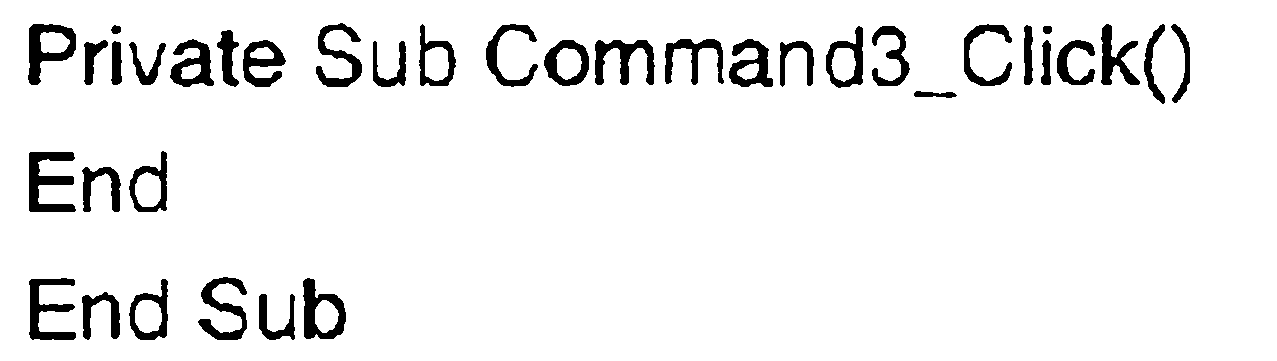 Private Sub Command3_Click()
End
End Sub